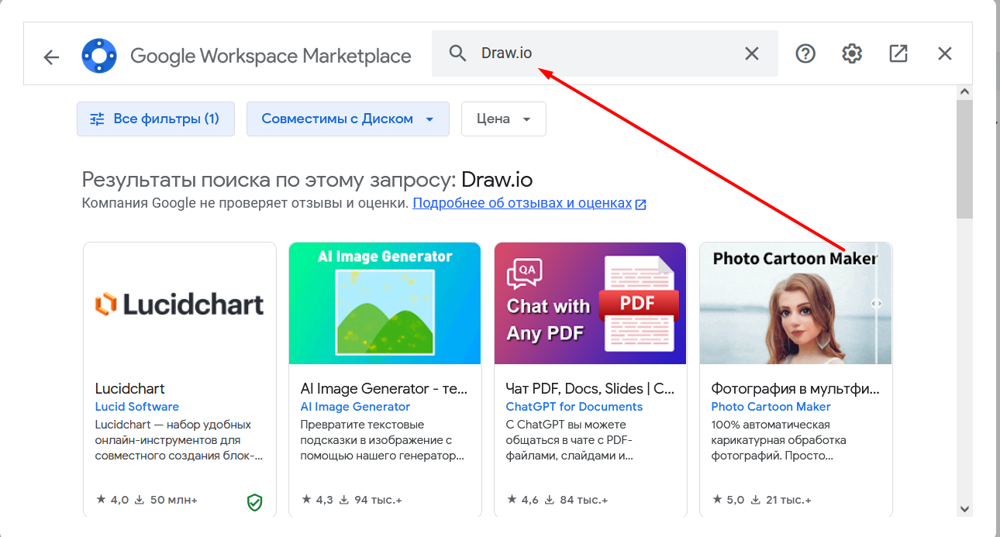 Google Workspace Marketplace
Draw.io
Все фильтры (1)
Совместимы с Диском
Цена
Результаты поиска по этому запросу: Draw.io
Компания Google не проверяет отзывы и оценки. Подробнее об отзывах и оценках
Lucidchart
Lucidchart
Lucid Software
Lucidchart — набор удобных
онлайн-инструментов для
совместного создания блок-...
4,0 50 млн+
AI Image Generator
AI Image Generator - те...
AI Image Generator
Превратите текстовые
подсказки в изображение с
помощью нашего генератор...
4,3 94 тыс.+
QA
Chat with
Any PDF
PDF
Чат PDF, Docs, Slides | C...
ChatGPT for Documents
С ChatGPT вы можете
общаться в чате с PDF-
файлами, слайдами и...
4,6 84 тыс.+
Photo Cartoon Maker
Фотография в мультфи...
Photo Cartoon Maker
100% автоматическая
карикатурная обработка
фотографий. Просто...
5,0 21 тыс.+